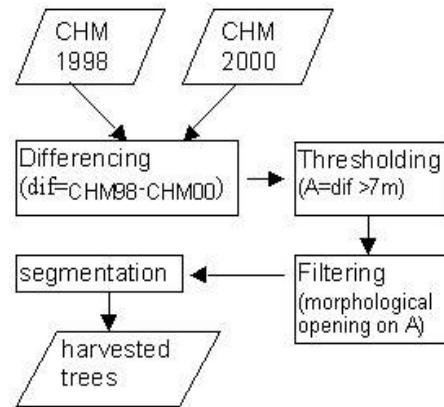 CHM
1998
CHM
2000
Differencing
(dif=CHM98-CHM00)
Thresholding
(A=dif >7m)
Filtering
(morphological
opening on A)
segmentation
harvested
trees